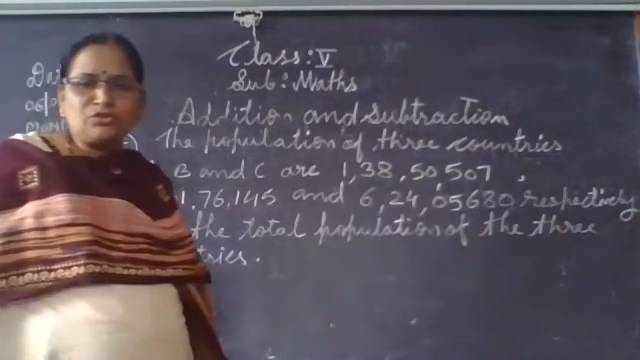 Class: V
Sub: Maths
Addition and Subtraction
The population of three countries
B and C are 1,38,50,507,
1,76,145 and 6,24,05680 respectively
the total population of the three
tries.